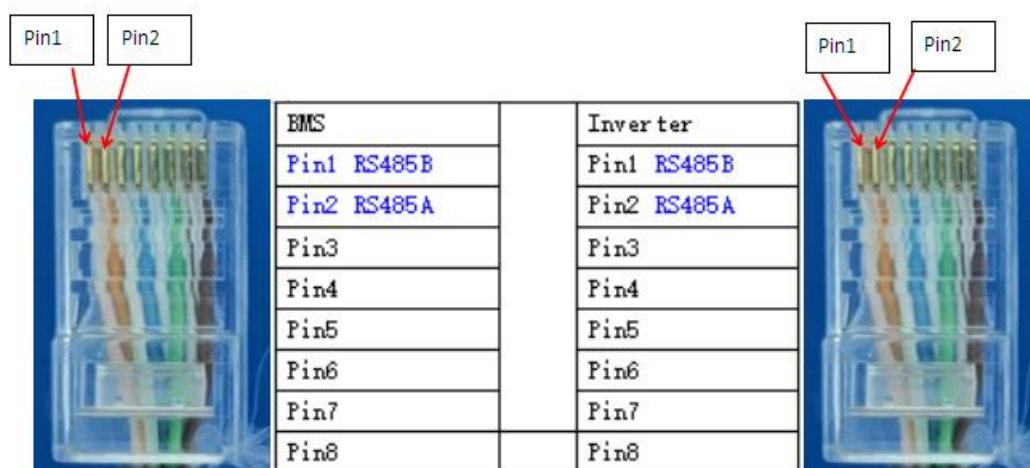 Pin1 Pin2 Pin1 Pin2
BMS Inverter
Pin1 RS485B Pin1 RS485B
Pin2 RS485A Pin2 RS485A
Pin3 Pin3
Pin4 Pin4
Pin5 Pin5
Pin6 Pin6
Pin7 Pin7
Pin8 Pin8